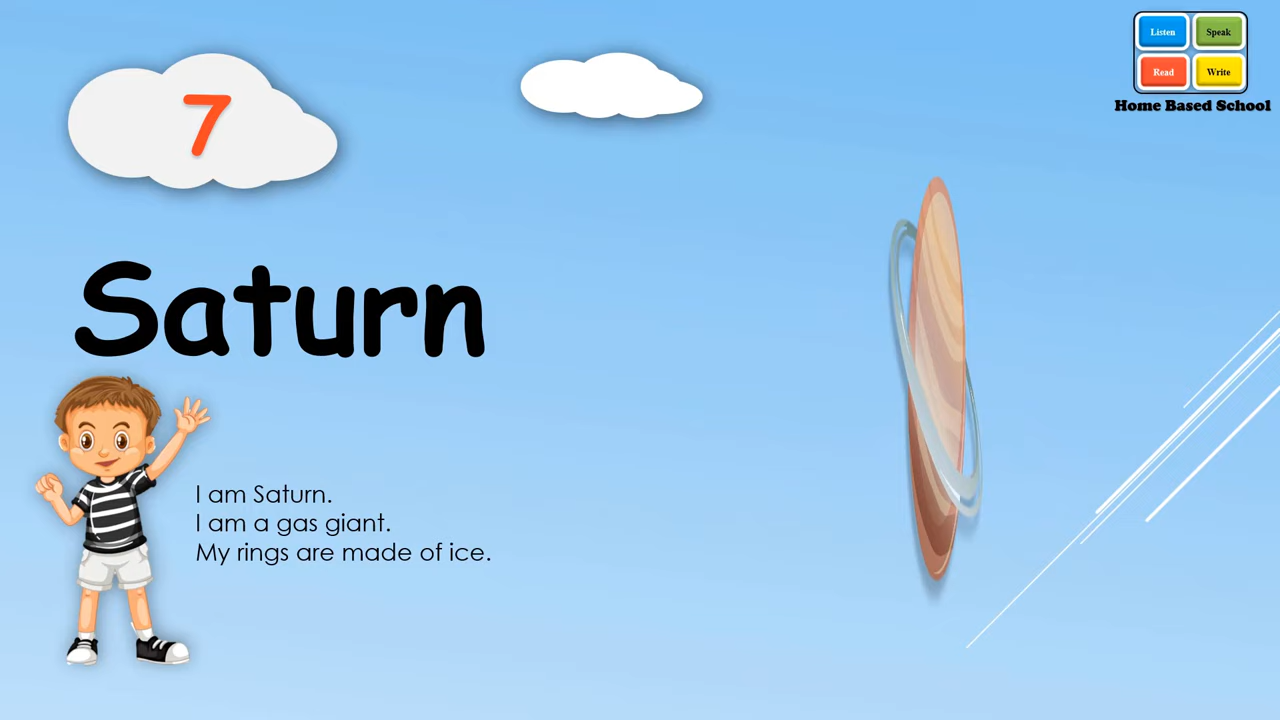 7
Listen
Speak
Read
Write
Home Based School
Saturn
I am Saturn.
I am a gas giant.
My rings are made of ice.